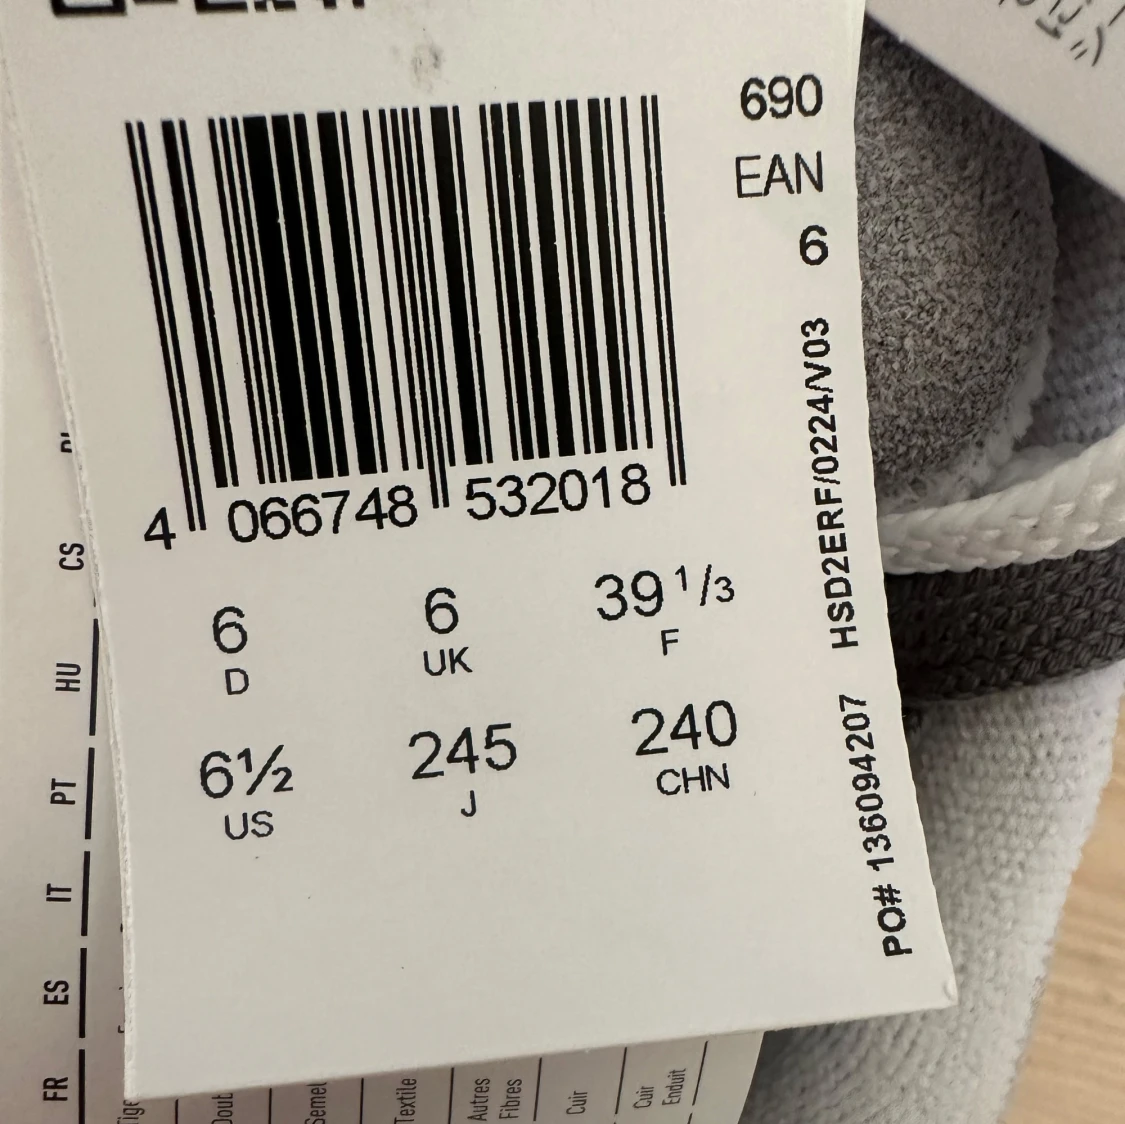 690
EAN
6
4 066748 532018
6 6 39 1/3
D UK F
6½ 245 240
US J CHN
PO# 136094207 HSD2ERF/0224/V03
FR ES IT PT HU CS
Textile
Autres
Fibres
Cuir
Cuir
Enduit